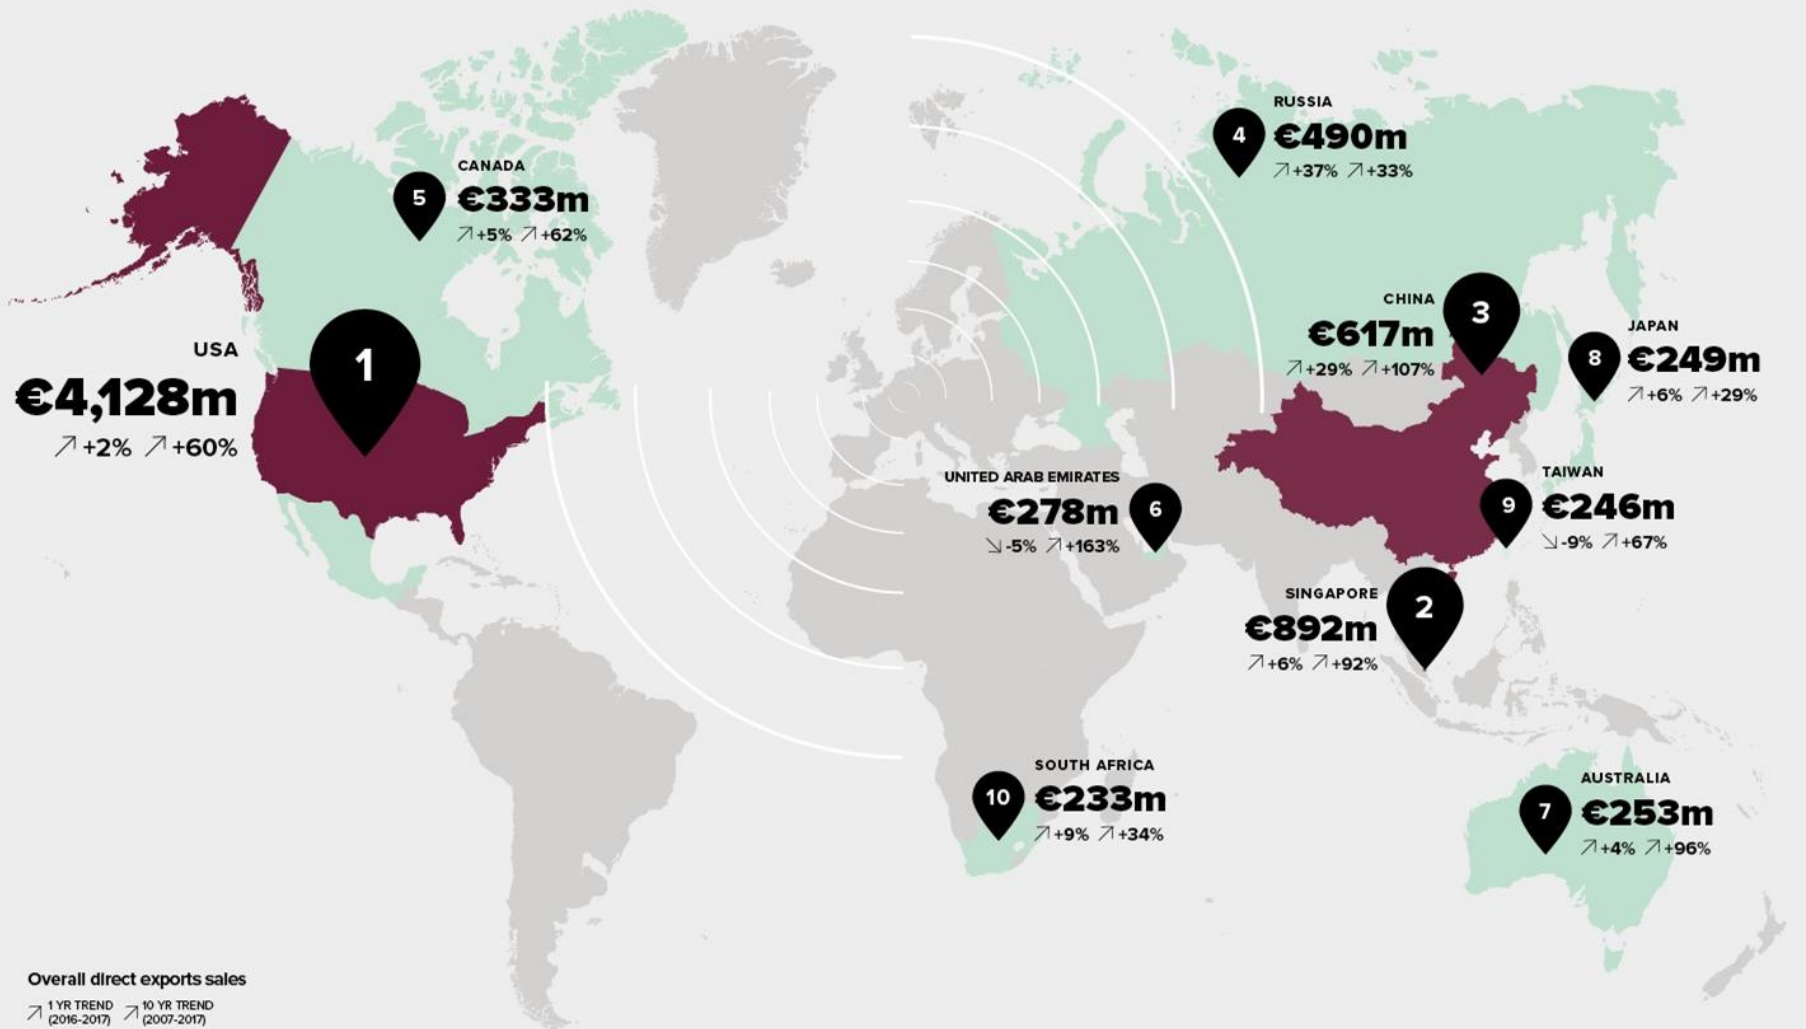 RUSSIA
4
€490m
↗+37% ↗+33%
CANADA
5
€333m
↗+5% ↗+62%
USA
1
€4,128m
↗+2% ↗+60%
CHINA
3
€617m
↗+29% ↗+107%
JAPAN
8
€249m
↗+6% ↗+29%
UNITED ARAB EMIRATES
€278m
6
↘-5% ↗+163%
TAIWAN
9
€246m
↘-9% ↗+67%
SINGAPORE
2
€892m
↗+6% ↗+92%
SOUTH AFRICA
10
€233m
↗+9% ↗+34%
AUSTRALIA
7
€253m
↗+4% ↗+96%
Overall direct exports sales
↗ 1 YR TREND
(2016-2017)
↗ 10 YR TREND
(2007-2017)